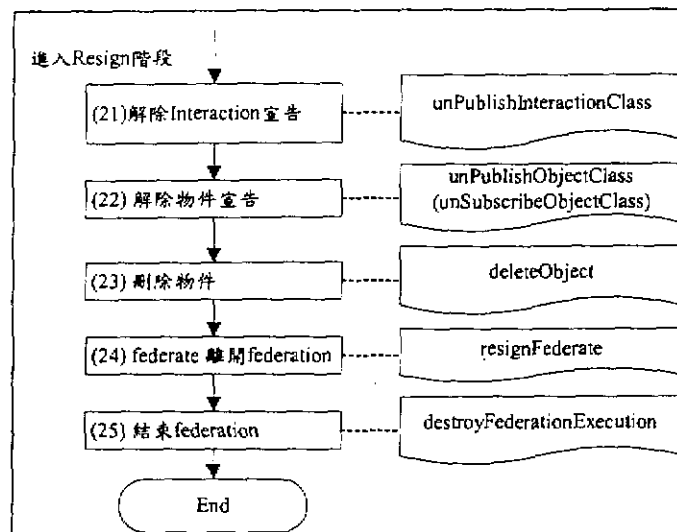 進入Resign階段
(21)解除Interaction宣告
unPublishInteractionClass
(22) 解除物件宣告
unPublishObjectClass
(unSubscribeObjectClass)
(23) 刪除物件
deleteObject
(24) federate 離開federation
resignFederate
(25) 結束federation
destroyFederationExecution
End